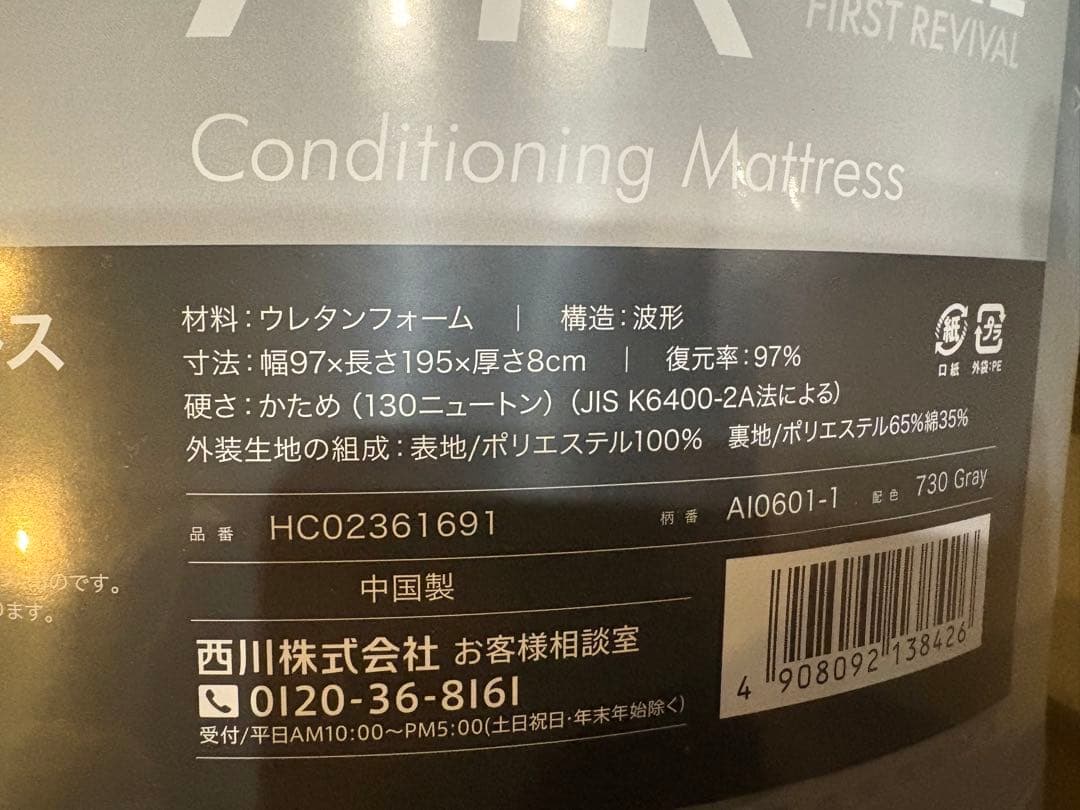 FIRST REVIVAL
Conditioning Mattress
材料:ウレタンフォーム | 構造:波形
寸法:幅97×長さ195×厚さ8cm | 復元率:97%
硬さ:かため(130ニュートン)(JIS K6400-2A法による)
外装生地の組成:表地/ポリエステル100% 裏地/ポリエステル65%綿35%
紙 プラ
口紙 外袋:PE
ス
品番 HC02361691 柄番 AI0601-1 配色 730 Gray
中国製
のです。
ます。
西川株式会社 お客様相談室
0120-36-8161
受付/平日AM10:00〜PM5:00(土日祝日・年末年始除く)
4 908092 138426